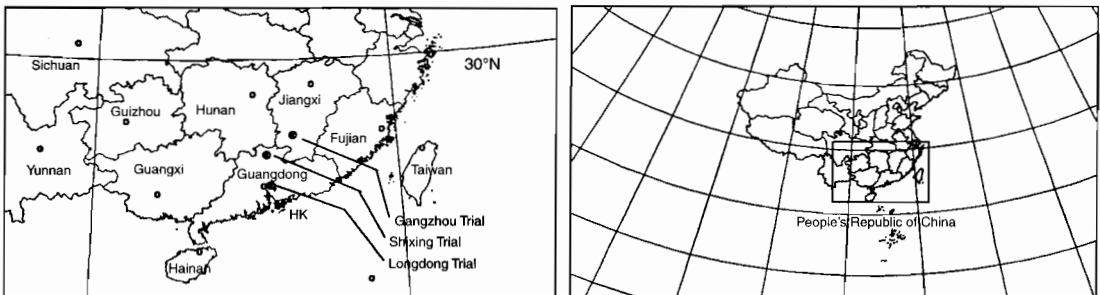 30°N
Sichuan
Guizhou
Hunan
Jiangxi
Fujian
Yunnan
Guangxi
Guangdong
Taiwan
HK
Gangzhou Trial
Shixing Trial
Longdong Trial
Hainan
People's Republic of China